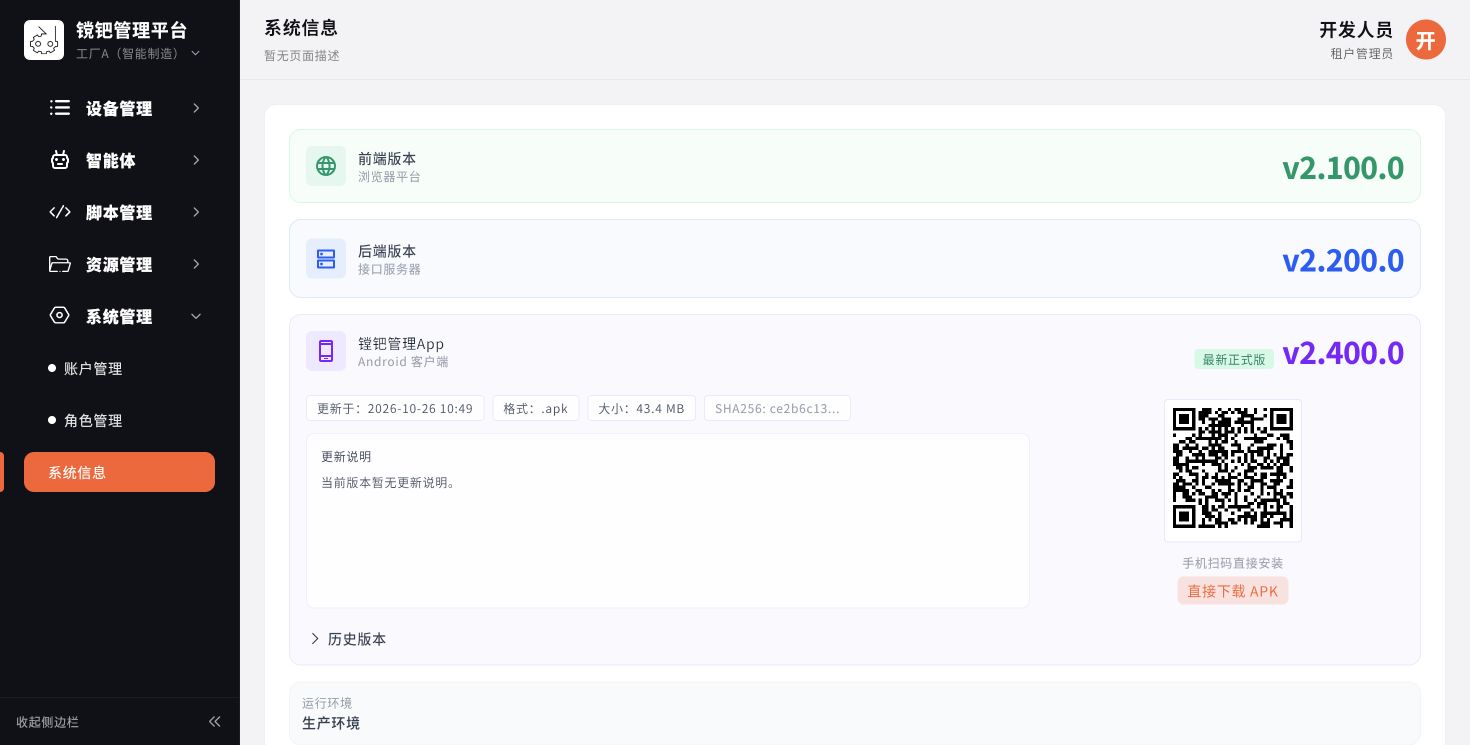 镗钯管理平台
工厂A（智能制造）
设备管理
智能体
脚本管理
资源管理
系统管理
账户管理
角色管理
系统信息
收起侧边栏
系统信息
暂无页面描述
开发人员
租户管理员
开
前端版本
浏览器平台
v2.100.0
后端版本
接口服务器
v2.200.0
镗钯管理App
Android 客户端
最新正式版
v2.400.0
更新于：2026-10-26 10:49
格式：.apk
大小：43.4 MB
SHA256: ce2b6c13...
更新说明
当前版本暂无更新说明。
手机扫码直接安装
直接下载 APK
历史版本
运行环境
生产环境